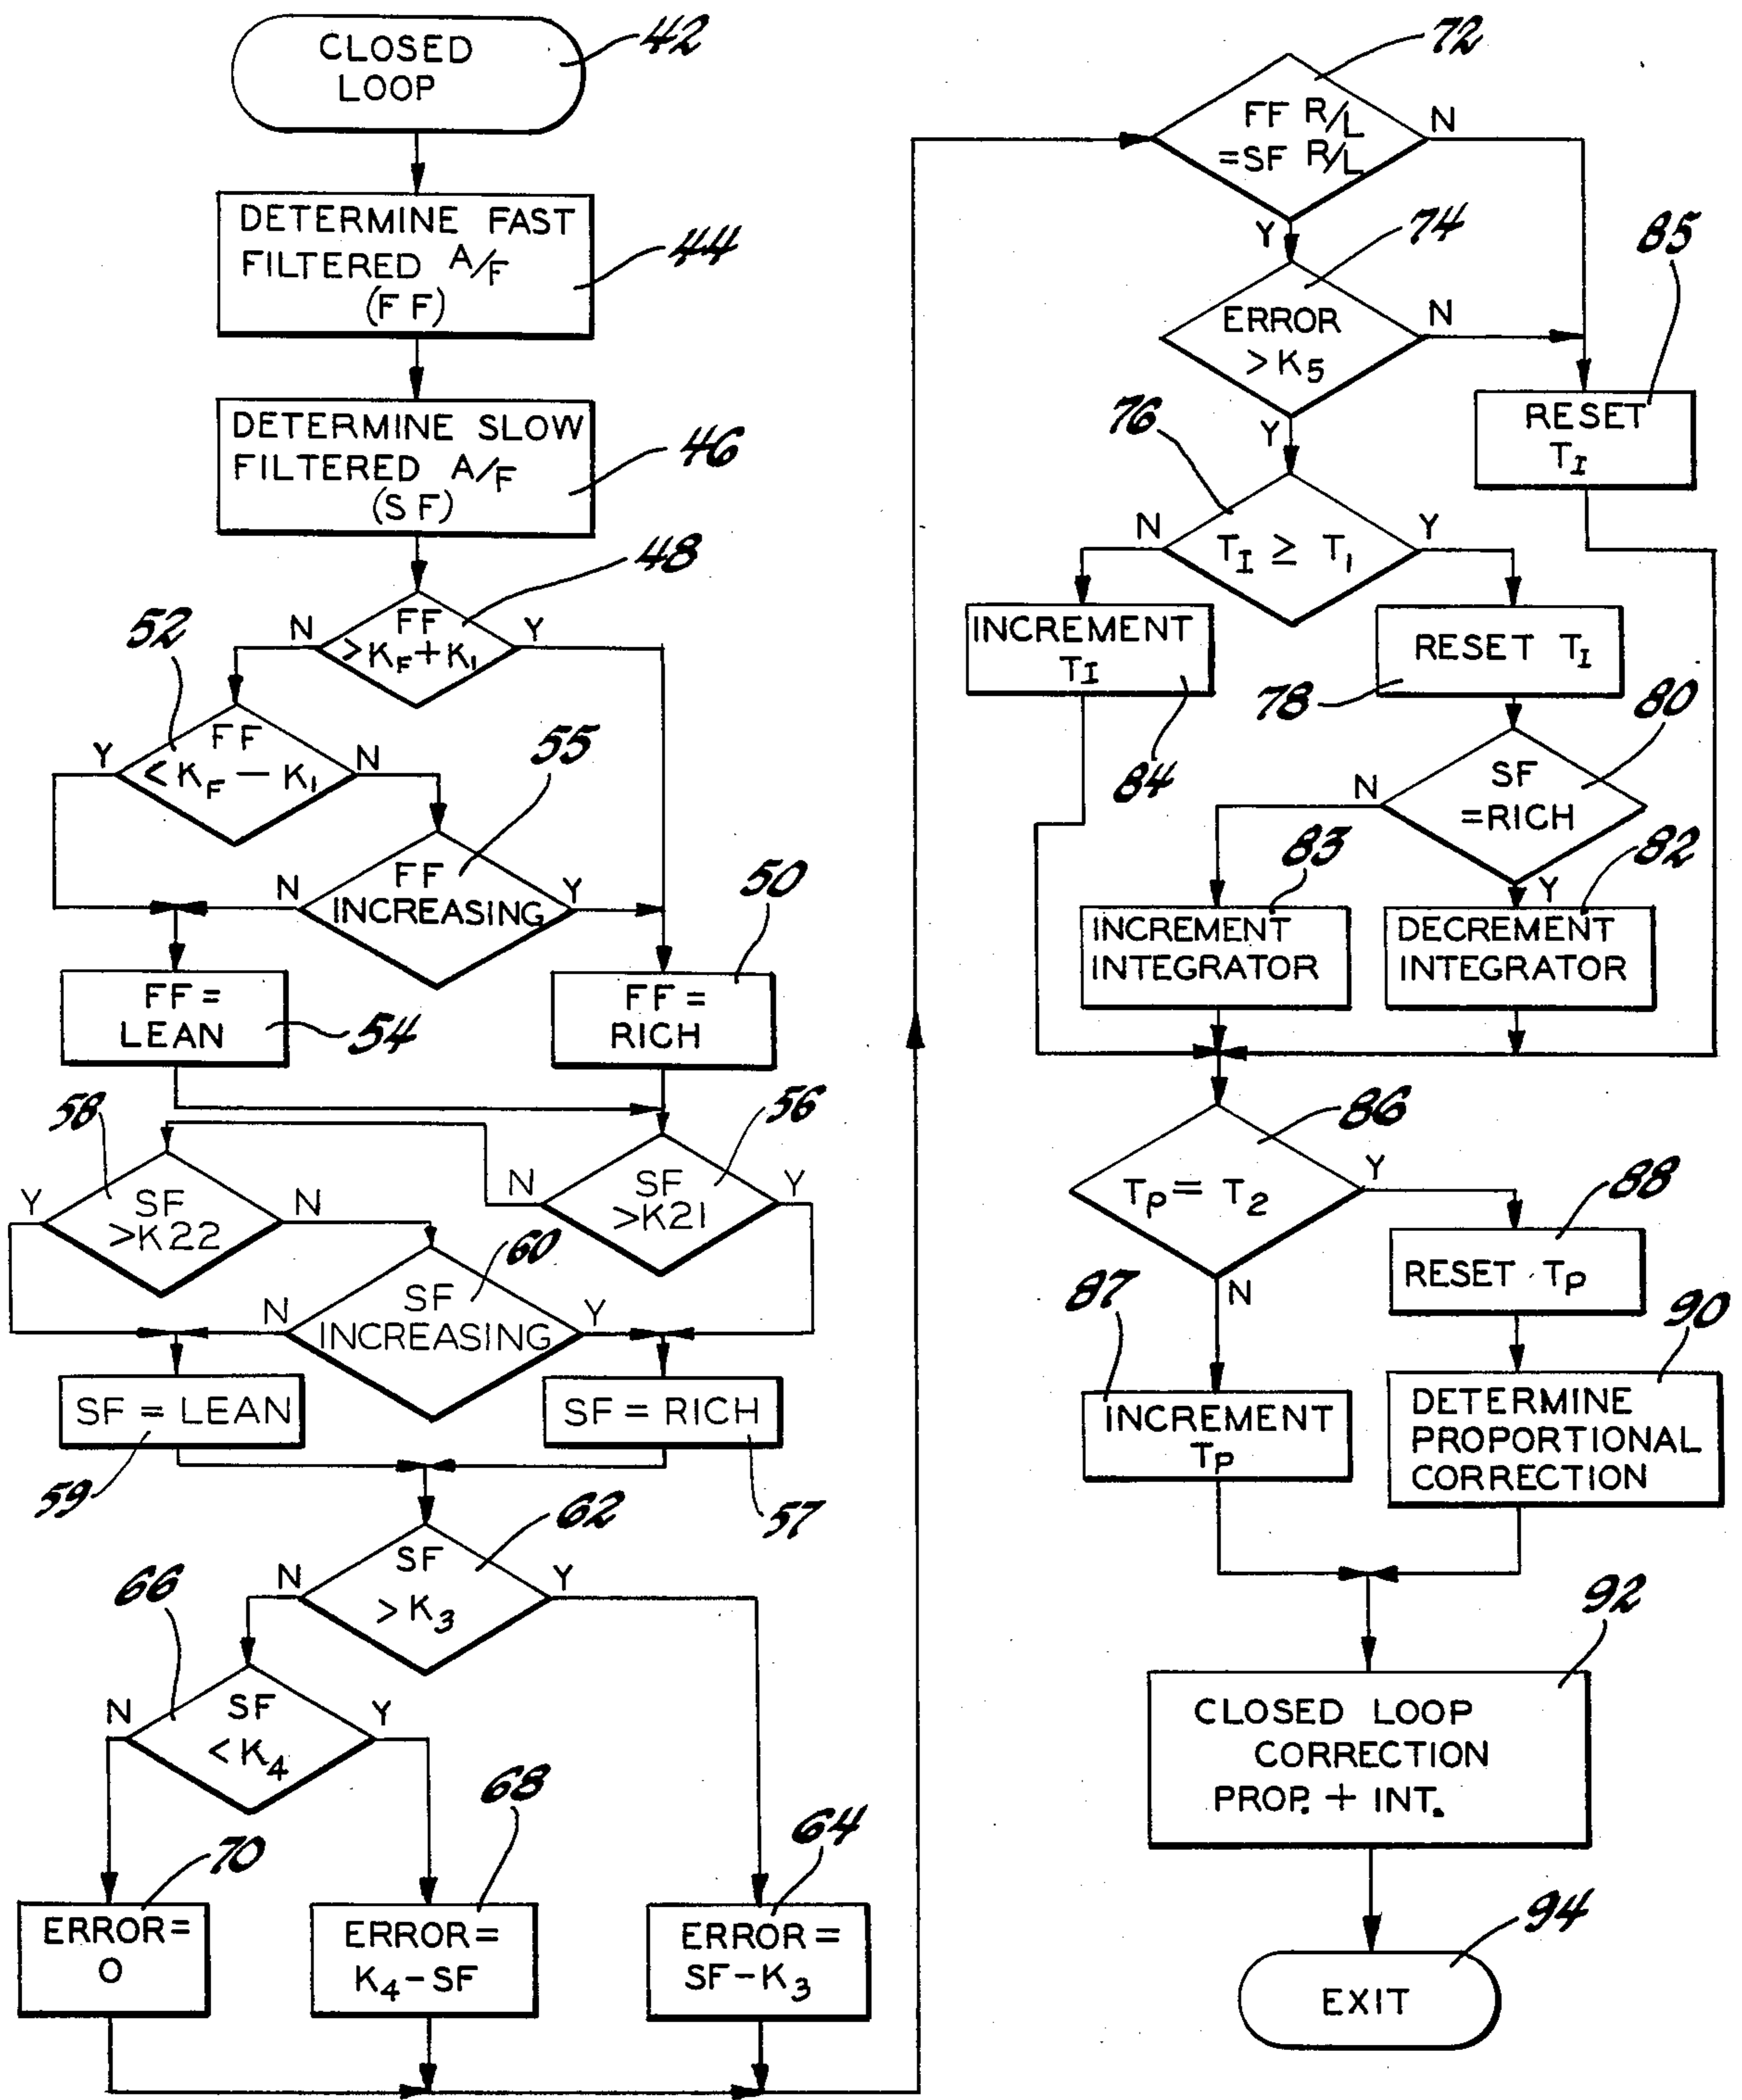 CLOSED
LOOP
42
DETERMINE FAST
FILTERED A/F
(FF)
44
DETERMINE SLOW
FILTERED A/F
(SF)
46
48
FF
>KF+K1
N
Y
52
FF
<KF-K1
Y
N
55
FF
INCREASING
N
Y
50
FF=
LEAN
54
FF=
RICH
58
56
SF
>K21
N
Y
SF
>K22
Y
N
60
SF
INCREASING
N
Y
SF=LEAN
59
SF=RICH
57
62
SF
>K3
N
Y
66
SF
<K4
N
Y
70
ERROR=
0
68
ERROR=
K4-SF
64
ERROR=
SF-K3
72
FF R/L
=SF R/L
N
Y
74
ERROR
>K5
N
Y
85
RESET
TI
76
TI ≥ T1
N
Y
INCREMENT
TI
84
RESET TI
78
80
SF
=RICH
N
Y
83
INCREMENT
INTEGRATOR
82
DECREMENT
INTEGRATOR
86
TP=T2
Y
N
88
RESET TP
87
INCREMENT
TP
90
DETERMINE
PROPORTIONAL
CORRECTION
92
CLOSED LOOP
CORRECTION
PROP. + INT.
94
EXIT